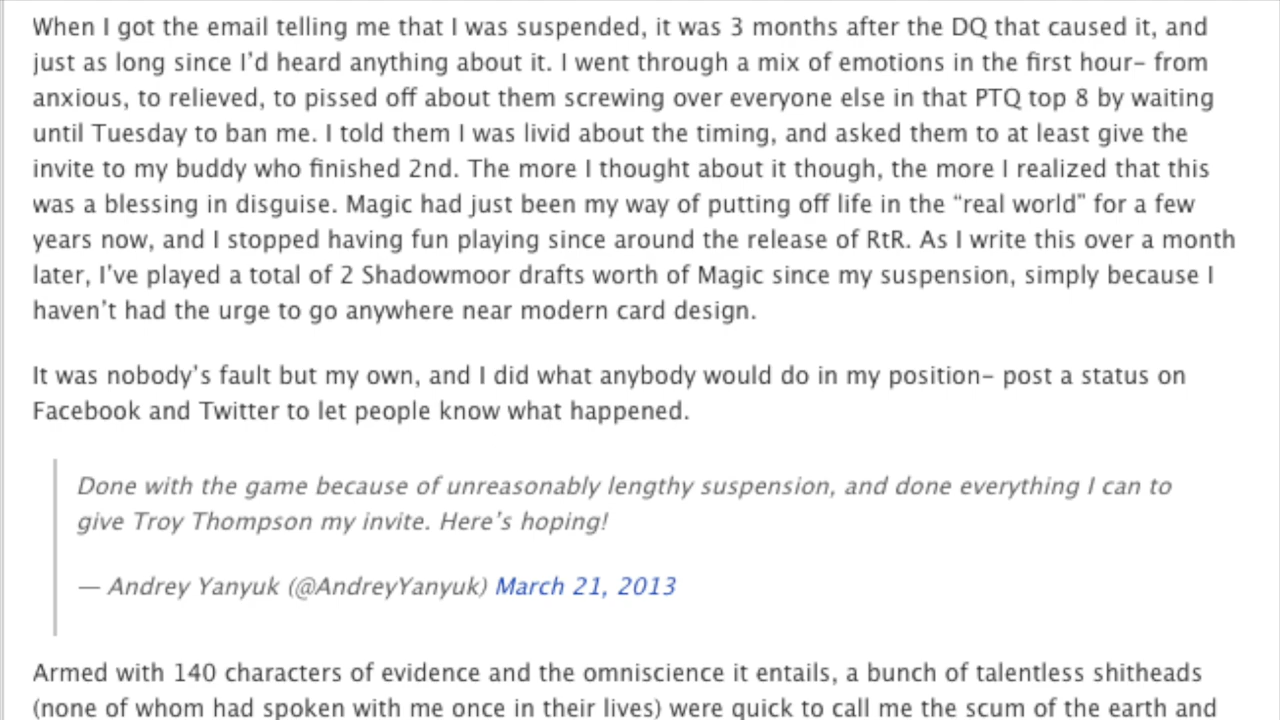 When I got the email telling me that I was suspended, it was 3 months after the DQ that caused it, and
just as long since I’d heard anything about it. I went through a mix of emotions in the first hour– from
anxious, to relieved, to pissed off about them screwing over everyone else in that PTQ top 8 by waiting
until Tuesday to ban me. I told them I was livid about the timing, and asked them to at least give the
invite to my buddy who finished 2nd. The more I thought about it though, the more I realized that this
was a blessing in disguise. Magic had just been my way of putting off life in the “real world” for a few
years now, and I stopped having fun playing since around the release of RtR. As I write this over a month
later, I’ve played a total of 2 Shadowmoor drafts worth of Magic since my suspension, simply because I
haven’t had the urge to go anywhere near modern card design.
It was nobody’s fault but my own, and I did what anybody would do in my position– post a status on
Facebook and Twitter to let people know what happened.
Done with the game because of unreasonably lengthy suspension, and done everything I can to
give Troy Thompson my invite. Here’s hoping!
— Andrey Yanyuk (@AndreyYanyuk) March 21, 2013
Armed with 140 characters of evidence and the omniscience it entails, a bunch of talentless shitheads
(none of whom had spoken with me once in their lives) were quick to call me the scum of the earth and